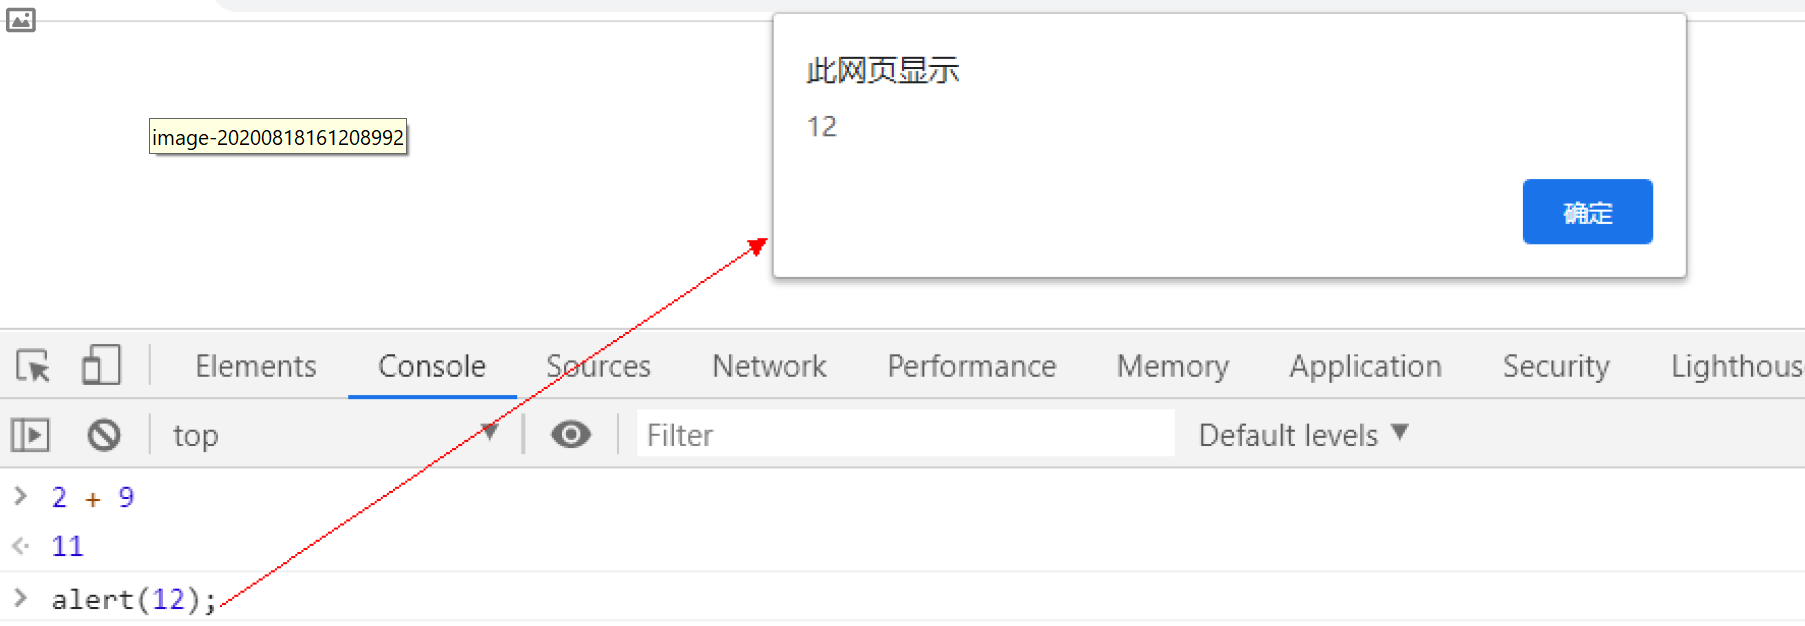 此网页显示
12
image-20200818161208992
确定
Elements Console Sources Network Performance Memory Application Security Lighthous
top Filter Default levels
> 2 + 9
11
> alert(12);